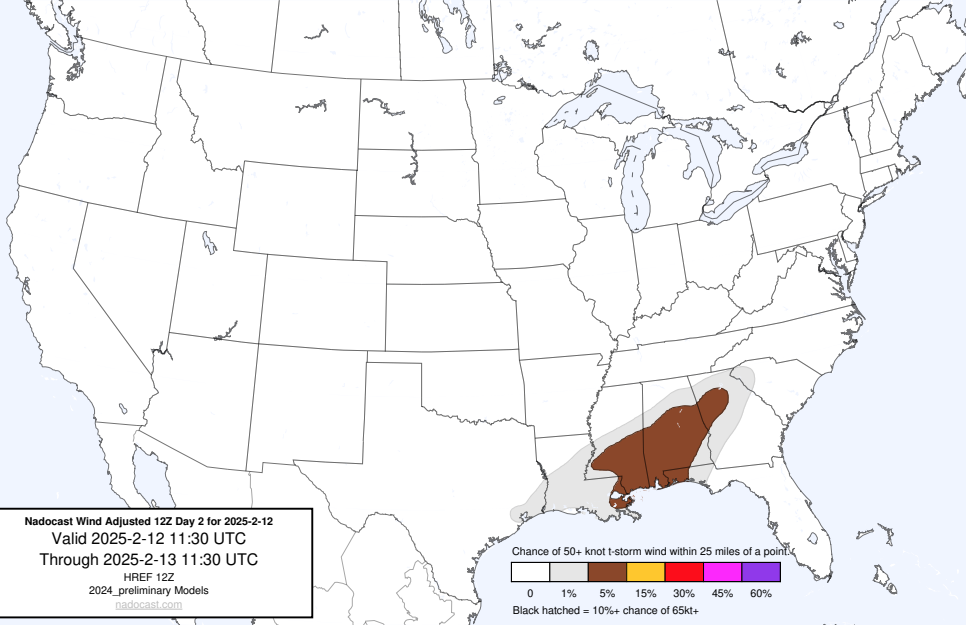 Nadocast Wind Adjusted 12Z Day 2 for 2025-2-12
Valid 2025-2-12 11:30 UTC
Through 2025-2-13 11:30 UTC
HREF 12Z
2024_preliminary Models
nadocast.com
Chance of 50+ knot t-storm wind within 25 miles of a point.
0 1% 5% 15% 30% 45% 60%
Black hatched = 10%+ chance of 65kt+